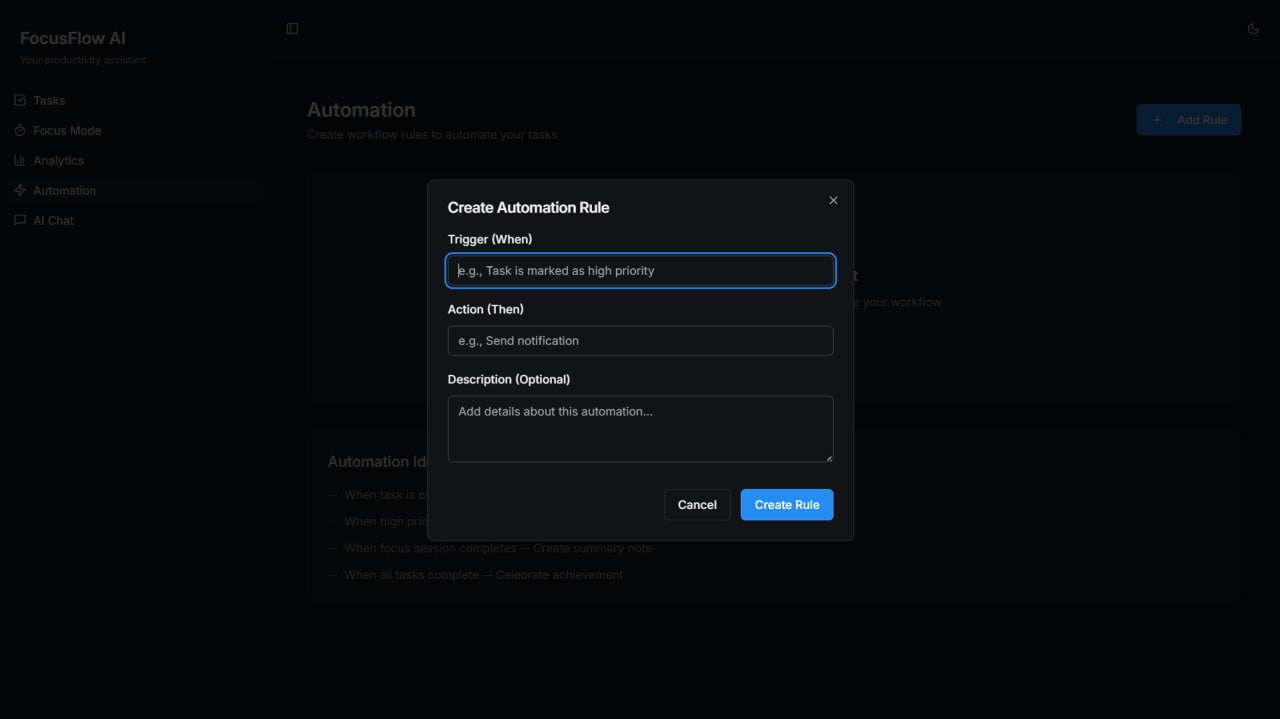 FocusFlow AI
Your productivity assistant
Tasks
Focus Mode
Analytics
Automation
AI Chat
Automation
Create workflow rules to automate your tasks
Add Rule
Create Automation Rule
Trigger (When)
e.g., Task is marked as high priority
Action (Then)
e.g., Send notification
Description (Optional)
Add details about this automation...
Cancel
Create Rule
e your workflow
Automation Id
→ When task is o
→ When high prio
→ When focus session completes → Create summary note
→ When all tasks complete → Celebrate achievement